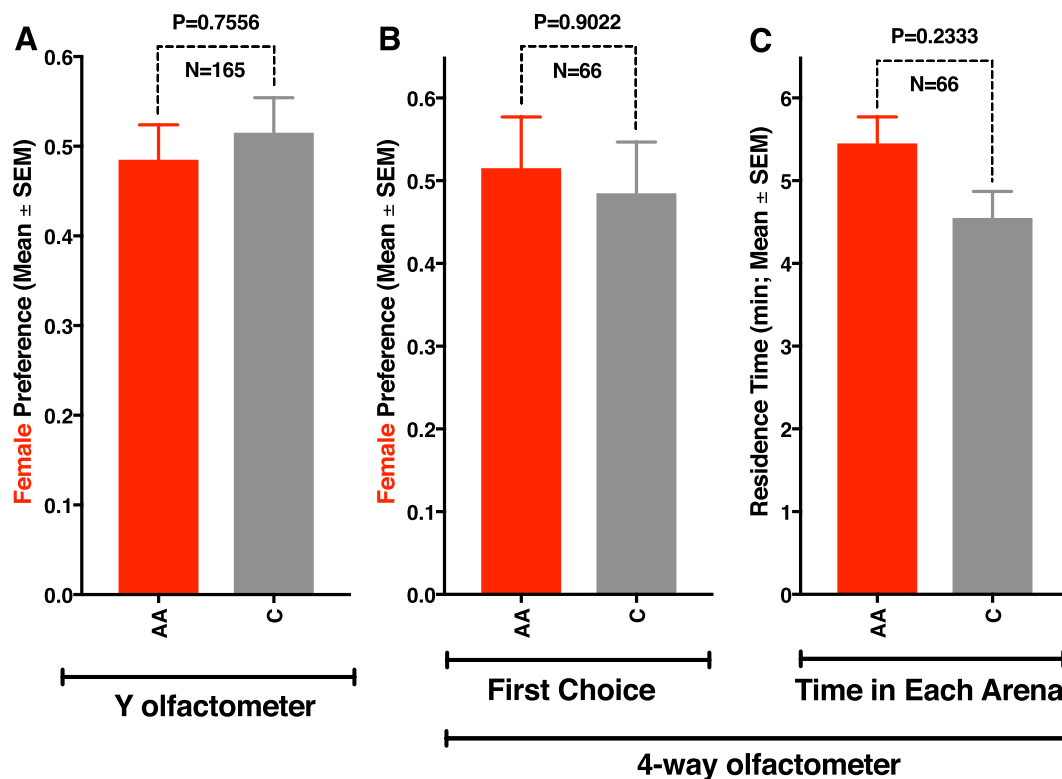 A
P=0.7556
N=165
Female Preference (Mean ± SEM)
0.6
0.5
0.4
0.3
0.2
0.1
0.0
AA
C
Y olfactometer
B
P=0.9022
N=66
Female Preference (Mean ± SEM)
0.6
0.5
0.4
0.3
0.2
0.1
0.0
AA
C
First Choice
C
P=0.2333
N=66
Residence Time (min; Mean ± SEM)
6
5
4
3
2
1
0
AA
C
Time in Each Arena
4-way olfactometer